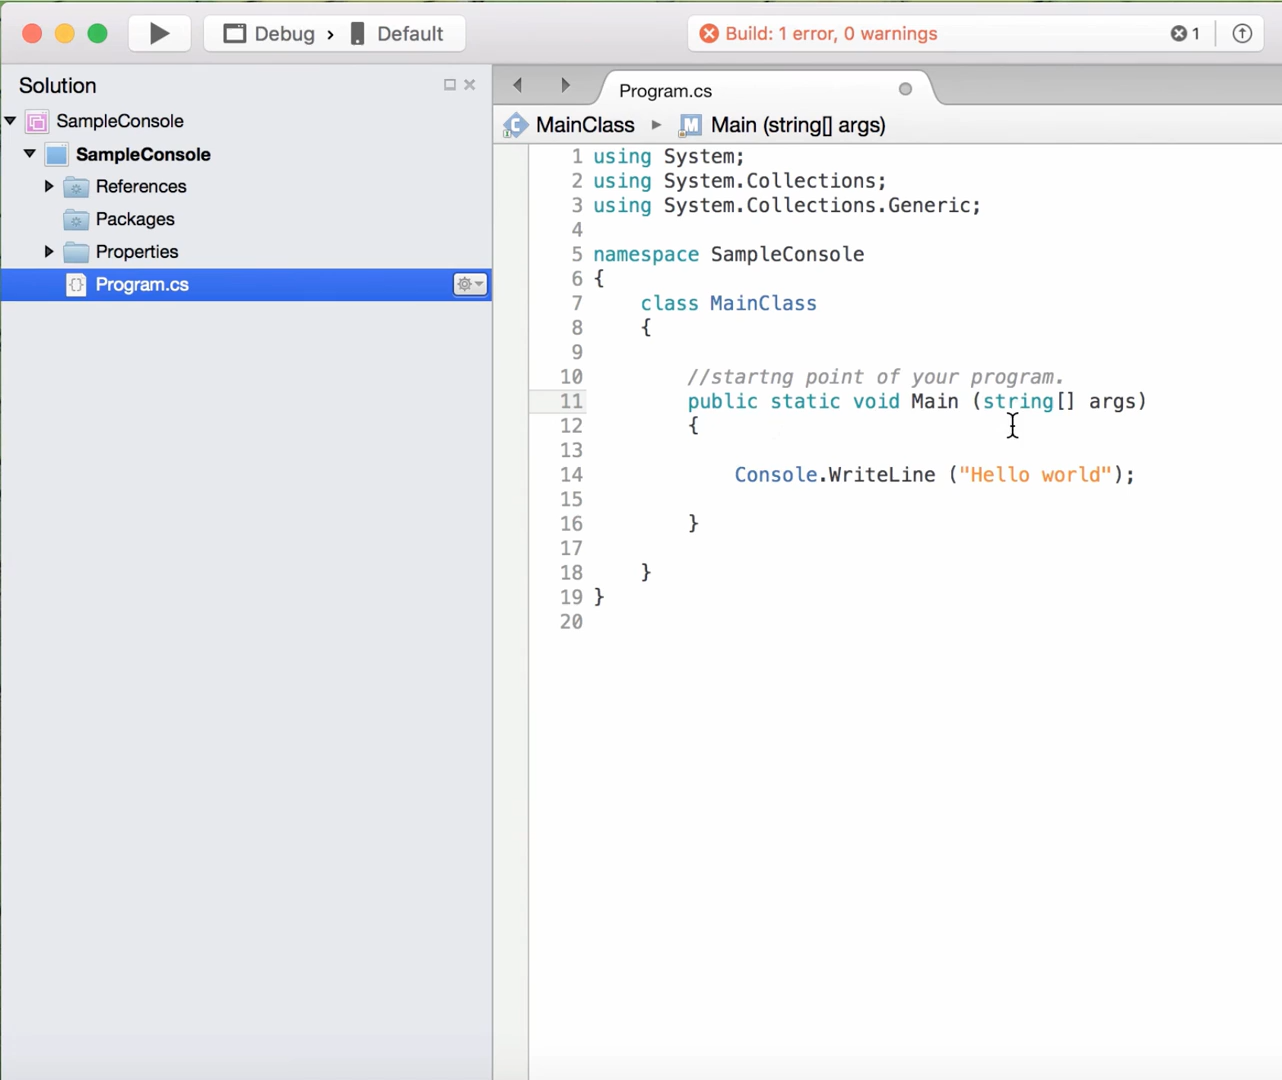 Debug › Default
Build: 1 error, 0 warnings
1
Solution
Program.cs
SampleConsole
MainClass ▸ M Main (string[] args)
SampleConsole
References
Packages
Properties
Program.cs
1 using System;
2 using System.Collections;
3 using System.Collections.Generic;
4
5 namespace SampleConsole
6 {
7     class MainClass
8     {
9
10         //startng point of your program.
11         public static void Main (string[] args)
12         {
13
14             Console.WriteLine ("Hello world");
15
16         }
17
18     }
19 }
20